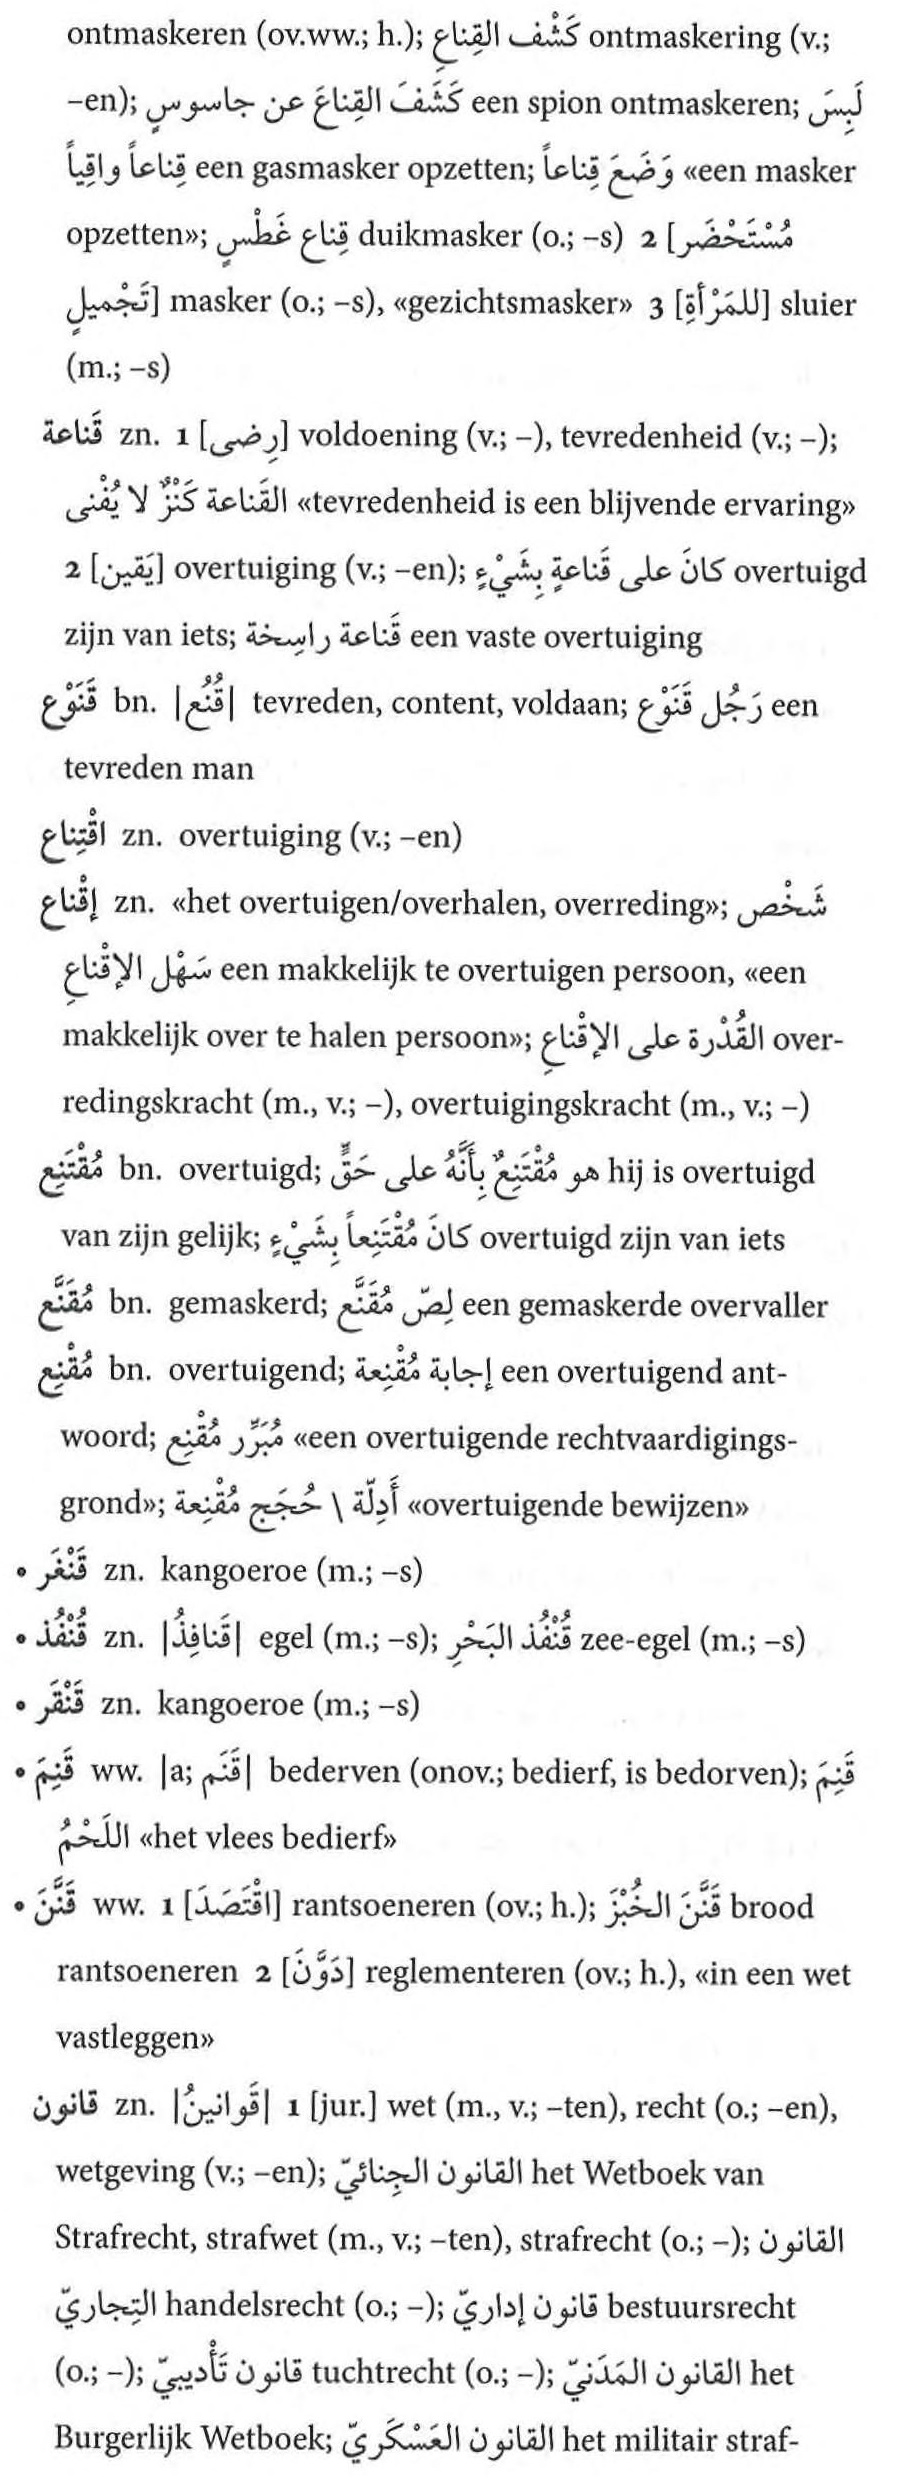 ontmaskeren (ov.ww.; h.); كَشْف القِناعِ ontmaskering (v.;
–en); كَشَفَ القِناعَ عن جاسوسٍ een spion ontmaskeren; لَبِسَ
قِناعاً واقِياً een gasmasker opzetten; وَضَعَ قِناعاً «een masker
opzetten»; قِناع غَطْسٍ duikmasker (o.; –s) 2 [مُسْتَحْضَر
تَجْميلٍ] masker (o.; –s), «gezichtsmasker» 3 [للمَرْأةِ] sluier
(m.; –s)
قَناعة zn. 1 [رِضى] voldoening (v.; –), tevredenheid (v.; –);
القَناعة كَنْزٌ لا يُفْنى «tevredenheid is een blijvende ervaring»
2 [يَقين] overtuiging (v.; –en); كانَ على قَناعةٍ بِشَيْءٍ overtuigd
zijn van iets; قَناعة راسِخة een vaste overtuiging
قَنَوْع bn. |قُنُع| tevreden, content, voldaan; رَجُل قَنَوْع een
tevreden man
اقْتِناع zn. overtuiging (v.; –en)
إقْناع zn. «het overtuigen/overhalen, overreding»; شَخْص
سَهْل الإقْناعِ een makkelijk te overtuigen persoon, «een
makkelijk over te halen persoon»; القُدْرة على الإقْناعِ over-
redingskracht (m., v.; –), overtuigingskracht (m., v.; –)
مُقْتَنِع bn. overtuigd; هو مُقْتَنِعٌ بِأَنَّهُ على حَقٍّ hij is overtuigd
van zijn gelijk; كانَ مُقْتَنِعاً بِشَيْءٍ overtuigd zijn van iets
مُقَنَّع bn. gemaskerd; لِصّ مُقَنَّع een gemaskerde overvaller
مُقْنِع bn. overtuigend; إجابة مُقْنِعة een overtuigend ant-
woord; مُبَرِّر مُقْنِع «een overtuigende rechtvaardigings-
grond»; أَدِلّة \ حُجَج مُقْنِعة «overtuigende bewijzen»
• قَنْغَر zn. kangoeroe (m.; –s)
• قُنْفُذ zn. |قَنافِذُ| egel (m.; –s); قُنْفُذ البَحْرِ zee-egel (m.; –s)
• قَنْقَر zn. kangoeroe (m.; –s)
• قَنِمَ ww. |a; قَنَم| bederven (onov.; bedierf, is bedorven); قَنِمَ
اللَحْمُ «het vlees bedierf»
• قَنَّنَ ww. 1 [اقْتَصَدَ] rantsoeneren (ov.; h.); قَنَّنَ الخُبْزَ brood
rantsoeneren 2 [دَوَّنَ] reglementeren (ov.; h.), «in een wet
vastleggen»
قانون zn. |قَوانينُ| 1 [jur.] wet (m., v.; –ten), recht (o.; –en),
wetgeving (v.; –en); القانون الجِنائيّ het Wetboek van
Strafrecht, strafwet (m., v.; –ten), strafrecht (o.; –); القانون
التِجاريّ handelsrecht (o.; –); قانون إداريّ bestuursrecht
(o.; –); قانون تَأْديبيّ tuchtrecht (o.; –); القانون المَدَنيّ het
Burgerlijk Wetboek; القانون العَسْكَريّ het militair straf-